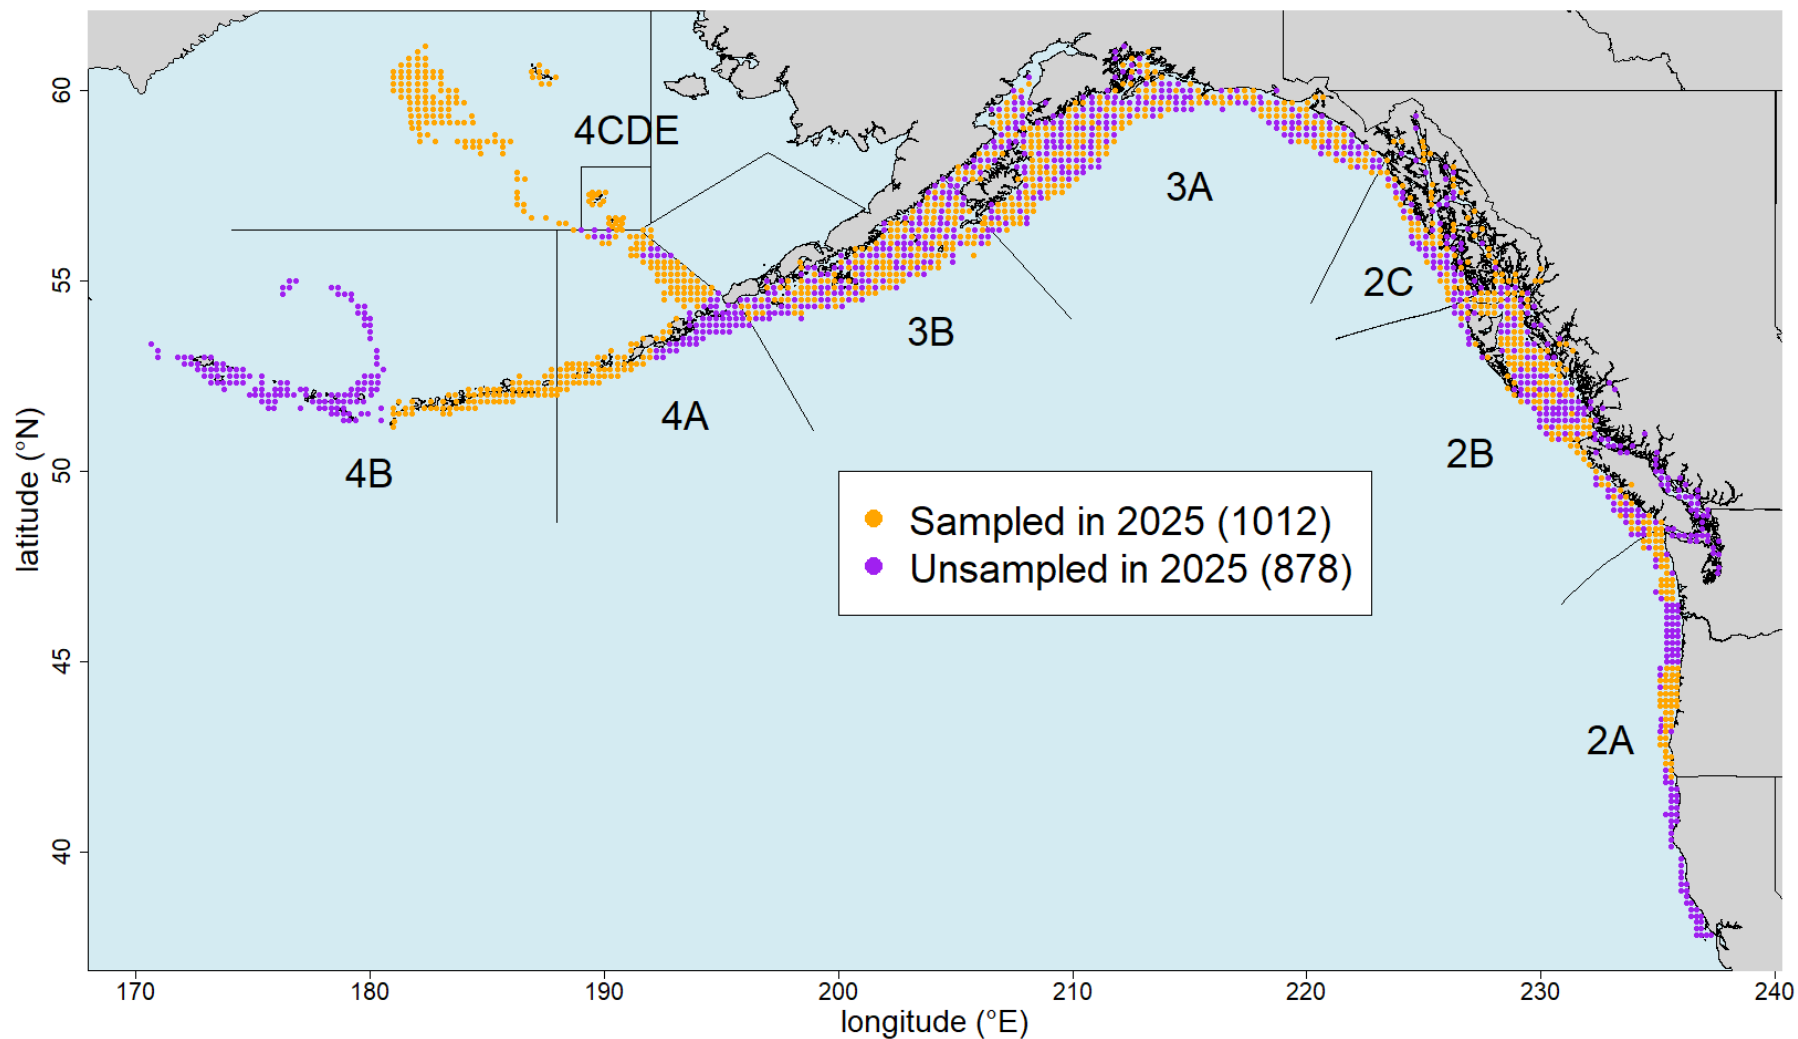 4CDE
3A
2C
3B
4A
2B
4B
2A
Sampled in 2025 (1012)
Unsampled in 2025 (878)
latitude (°N)
60
55
50
45
40
170
180
190
200
210
220
230
240
longitude (°E)